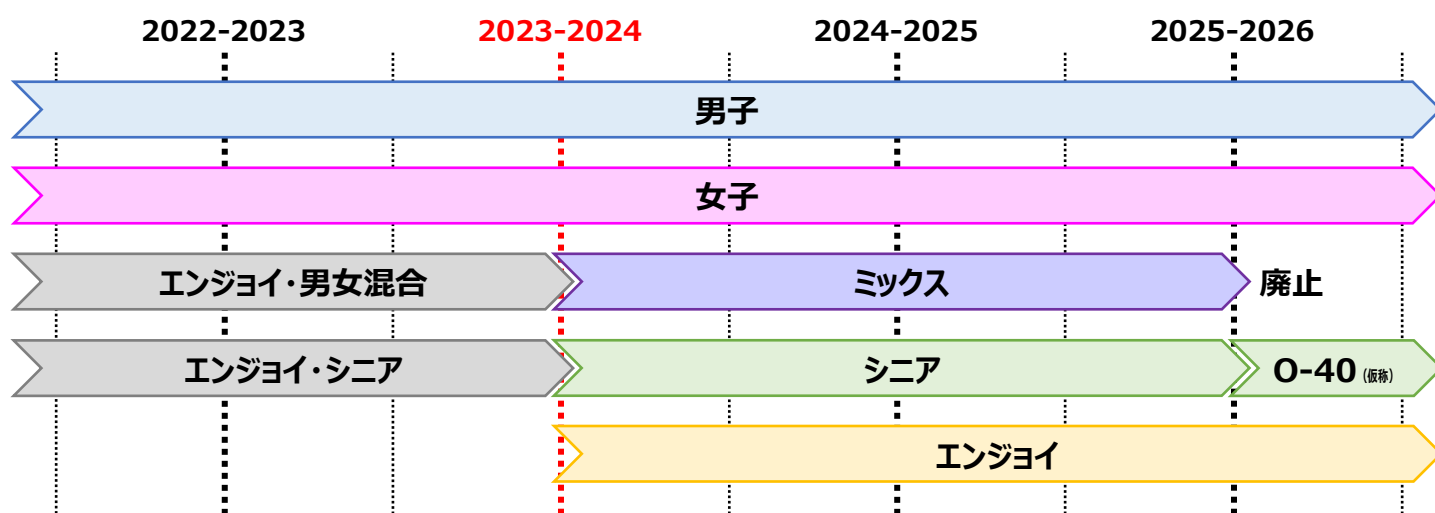 2022-2023 2023-2024 2024-2025 2025-2026
男子
女子
エンジョイ・男女混合 ミックス 廃止
エンジョイ・シニア シニア O-40 (仮称)
エンジョイ